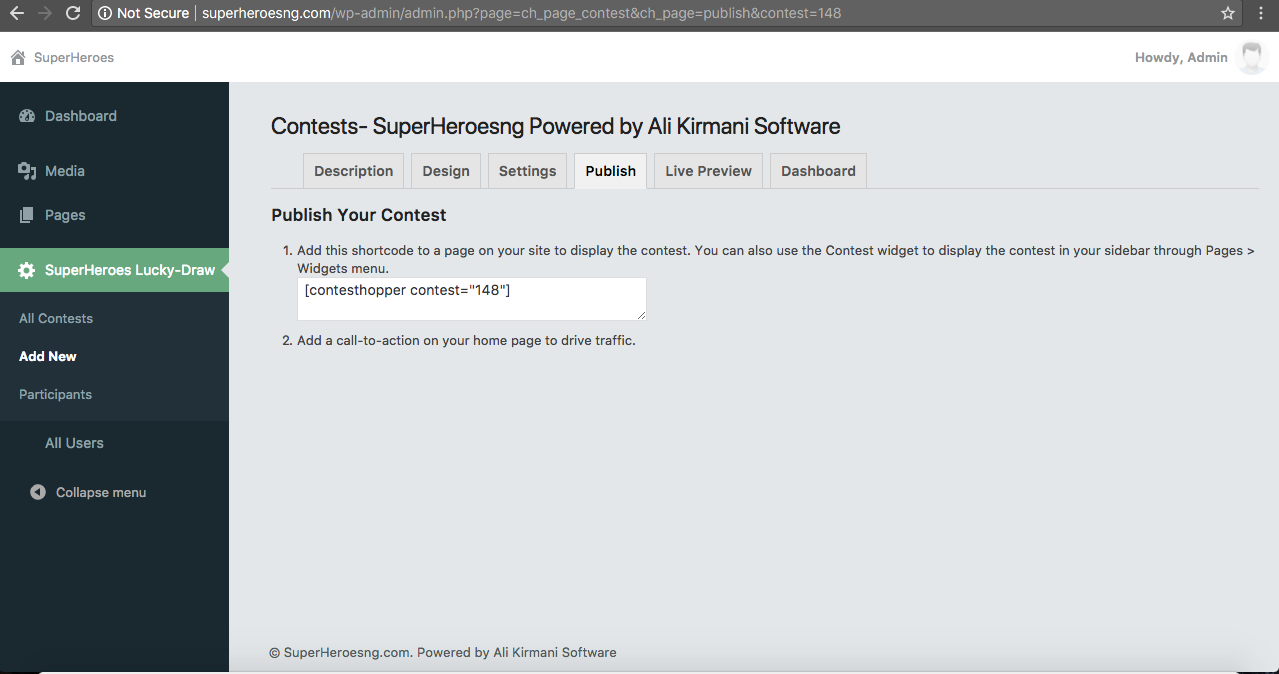 Not Secure | superheroesng.com/wp-admin/admin.php?page=ch_page_contest&ch_page=publish&contest=148
SuperHeroes
Howdy, Admin
Dashboard
Media
Pages
SuperHeroes Lucky-Draw
All Contests
Add New
Participants
All Users
Collapse menu
Contests- SuperHeroesng Powered by Ali Kirmani Software
Description
Design
Settings
Publish
Live Preview
Dashboard
Publish Your Contest
1. Add this shortcode to a page on your site to display the contest. You can also use the Contest widget to display the contest in your sidebar through Pages >
Widgets menu.
[contesthopper contest="148"]
2. Add a call-to-action on your home page to drive traffic.
© SuperHeroesng.com. Powered by Ali Kirmani Software